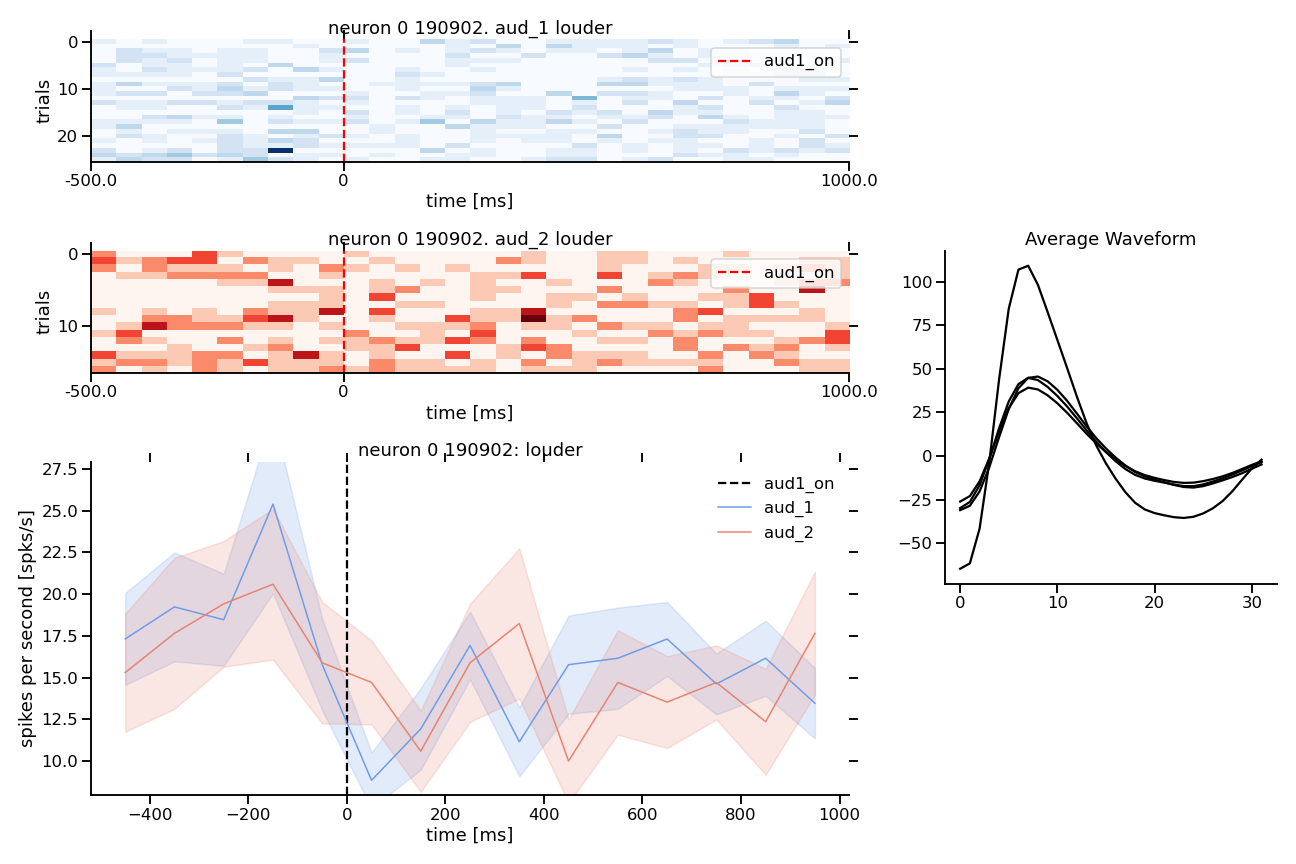 neuron 0 190902. aud_1 louder
0
10
20
trials
aud1_on
-500.0
0
1000.0
time [ms]
neuron 0 190902. aud_2 louder
0
10
trials
aud1_on
-500.0
0
1000.0
time [ms]
Average Waveform
100
75
50
25
0
−25
−50
0
10
20
30
neuron 0 190902: louder
27.5
25.0
22.5
20.0
17.5
15.0
12.5
10.0
spikes per second [spks/s]
aud1_on
aud_1
aud_2
−400
−200
0
200
400
600
800
1000
time [ms]